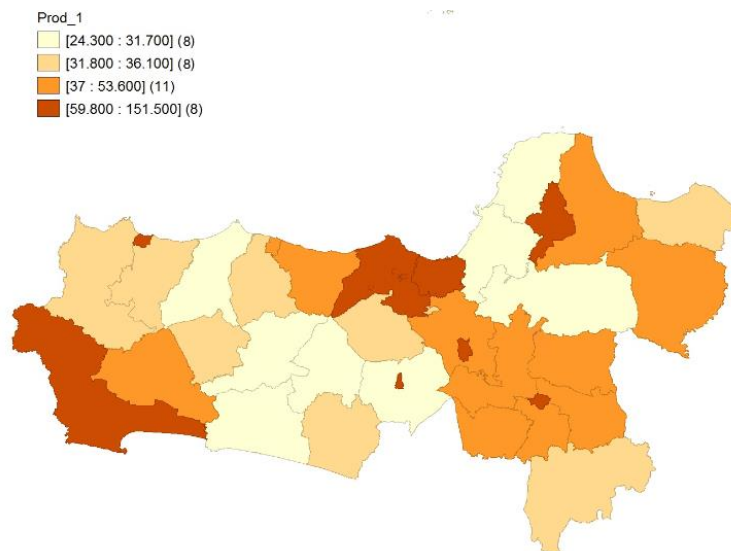 Prod_1
[24.300 : 31.700] (8)
[31.800 : 36.100] (8)
[37 : 53.600] (11)
[59.800 : 151.500] (8)